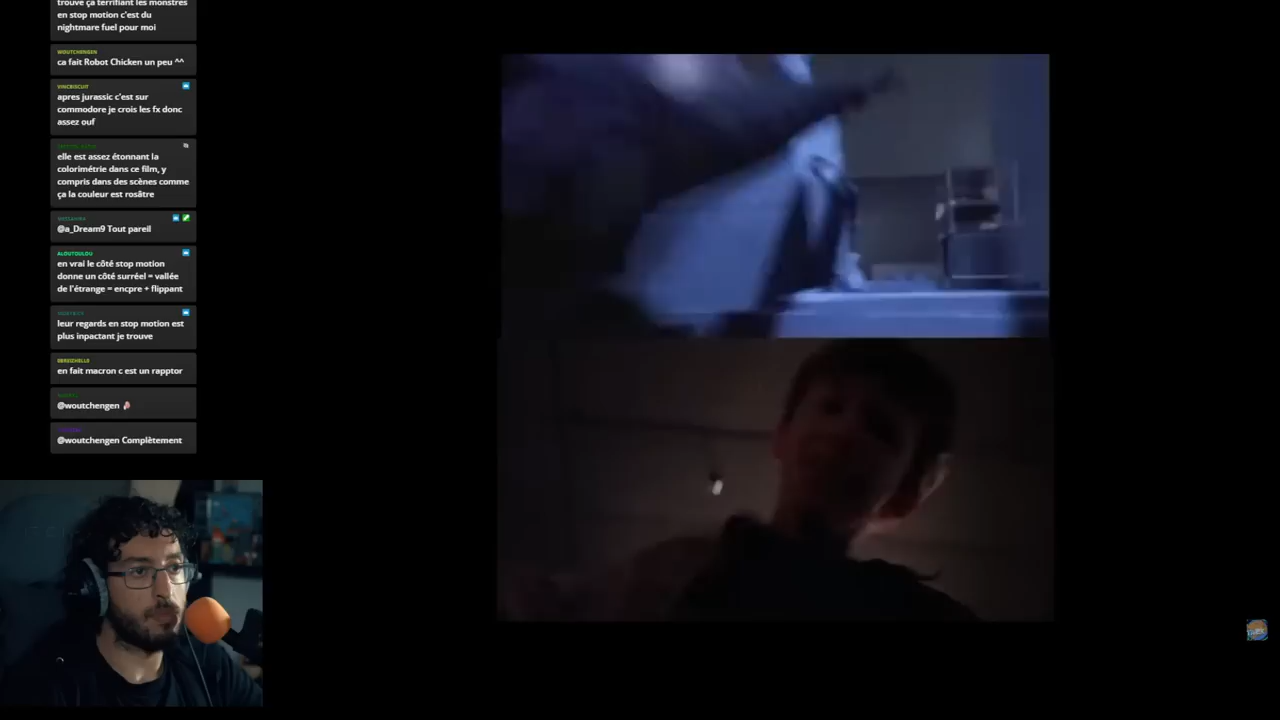 trouve ça terrifiant les monstres
en stop motion c'est du
nightmare fuel pour moi
WOUTCHENGEN
ca fait Robot Chicken un peu ^^
VINCBISCUIT
apres jurassic c'est sur
commodore je crois les fx donc
assez ouf
elle est assez étonnant la
colorimétrie dans ce film, y
compris dans des scènes comme
ça la couleur est rosâtre
@a_Dream9 Tout pareil
ALOUTOULOU
en vrai le côté stop motion
donne un côté surréel = vallée
de l'étrange = encpre + flippant
leur regards en stop motion est
plus inpactant je trouve
en fait macron c est un rapptor
@woutchengen
@woutchengen Complètement